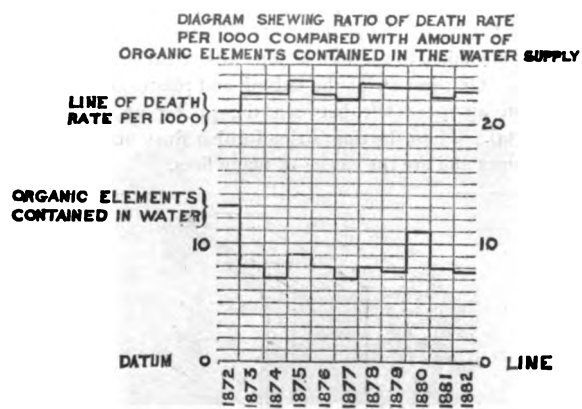 DIAGRAM SHEWING RATIO OF DEATH RATE
PER 1000 COMPARED WITH AMOUNT OF
ORGANIC ELEMENTS CONTAINED IN THE WATER SUPPLY
LINE OF DEATH
RATE PER 1000
20
ORGANIC ELEMENTS
CONTAINED IN WATER
10 10
DATUM 0 0 LINE
1872 1873 1874 1875 1876 1877 1878 1879 1880 1881 1882